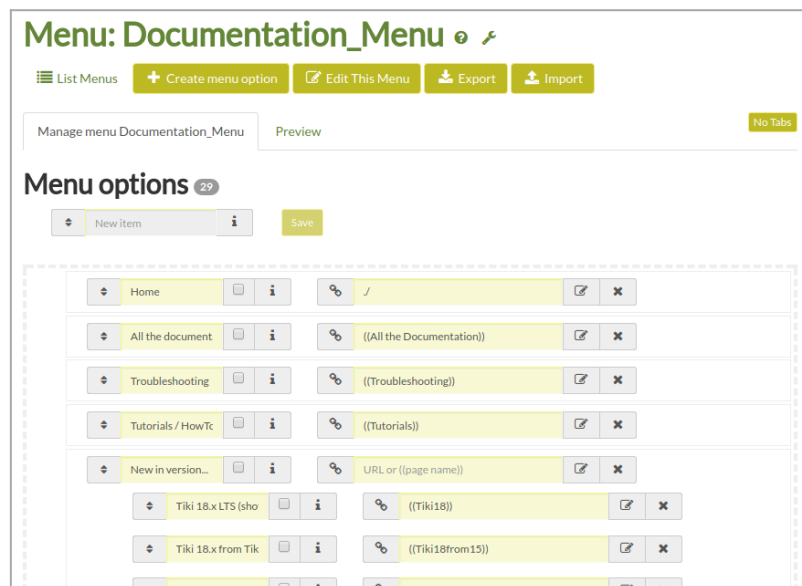 Menu: Documentation_Menu
List Menus Create menu option Edit This Menu Export Import
Manage menu Documentation_Menu Preview No Tabs
Menu options 29
New item Save
Home ./
All the document ((All the Documentation))
Troubleshooting ((Troubleshooting))
Tutorials / HowTo ((Tutorials))
New in version... URL or ((page name))
Tiki 18.x LTS (sho ((Tiki18))
Tiki 18.x from Tik ((Tiki18from15))